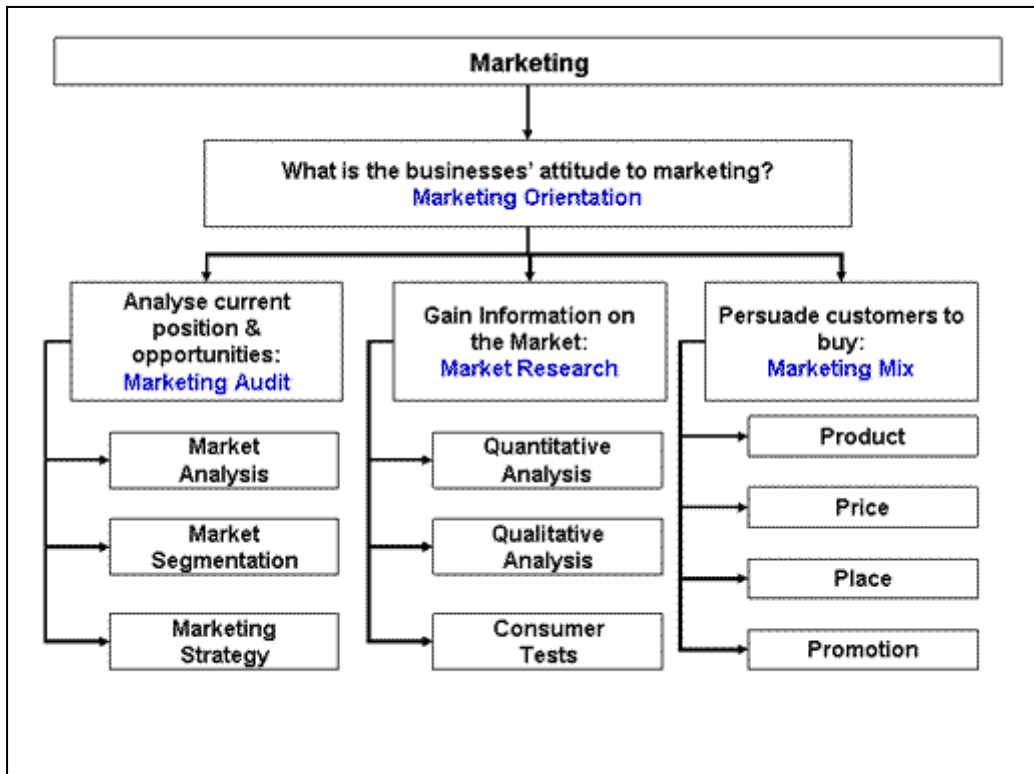 Marketing
What is the businesses' attitude to marketing?
Marketing Orientation
Analyse current
position &
opportunities:
Marketing Audit
Market
Analysis
Market
Segmentation
Marketing
Strategy
Gain Information on
the Market:
Market Research
Quantitative
Analysis
Qualitative
Analysis
Consumer
Tests
Persuade customers to
buy:
Marketing Mix
Product
Price
Place
Promotion